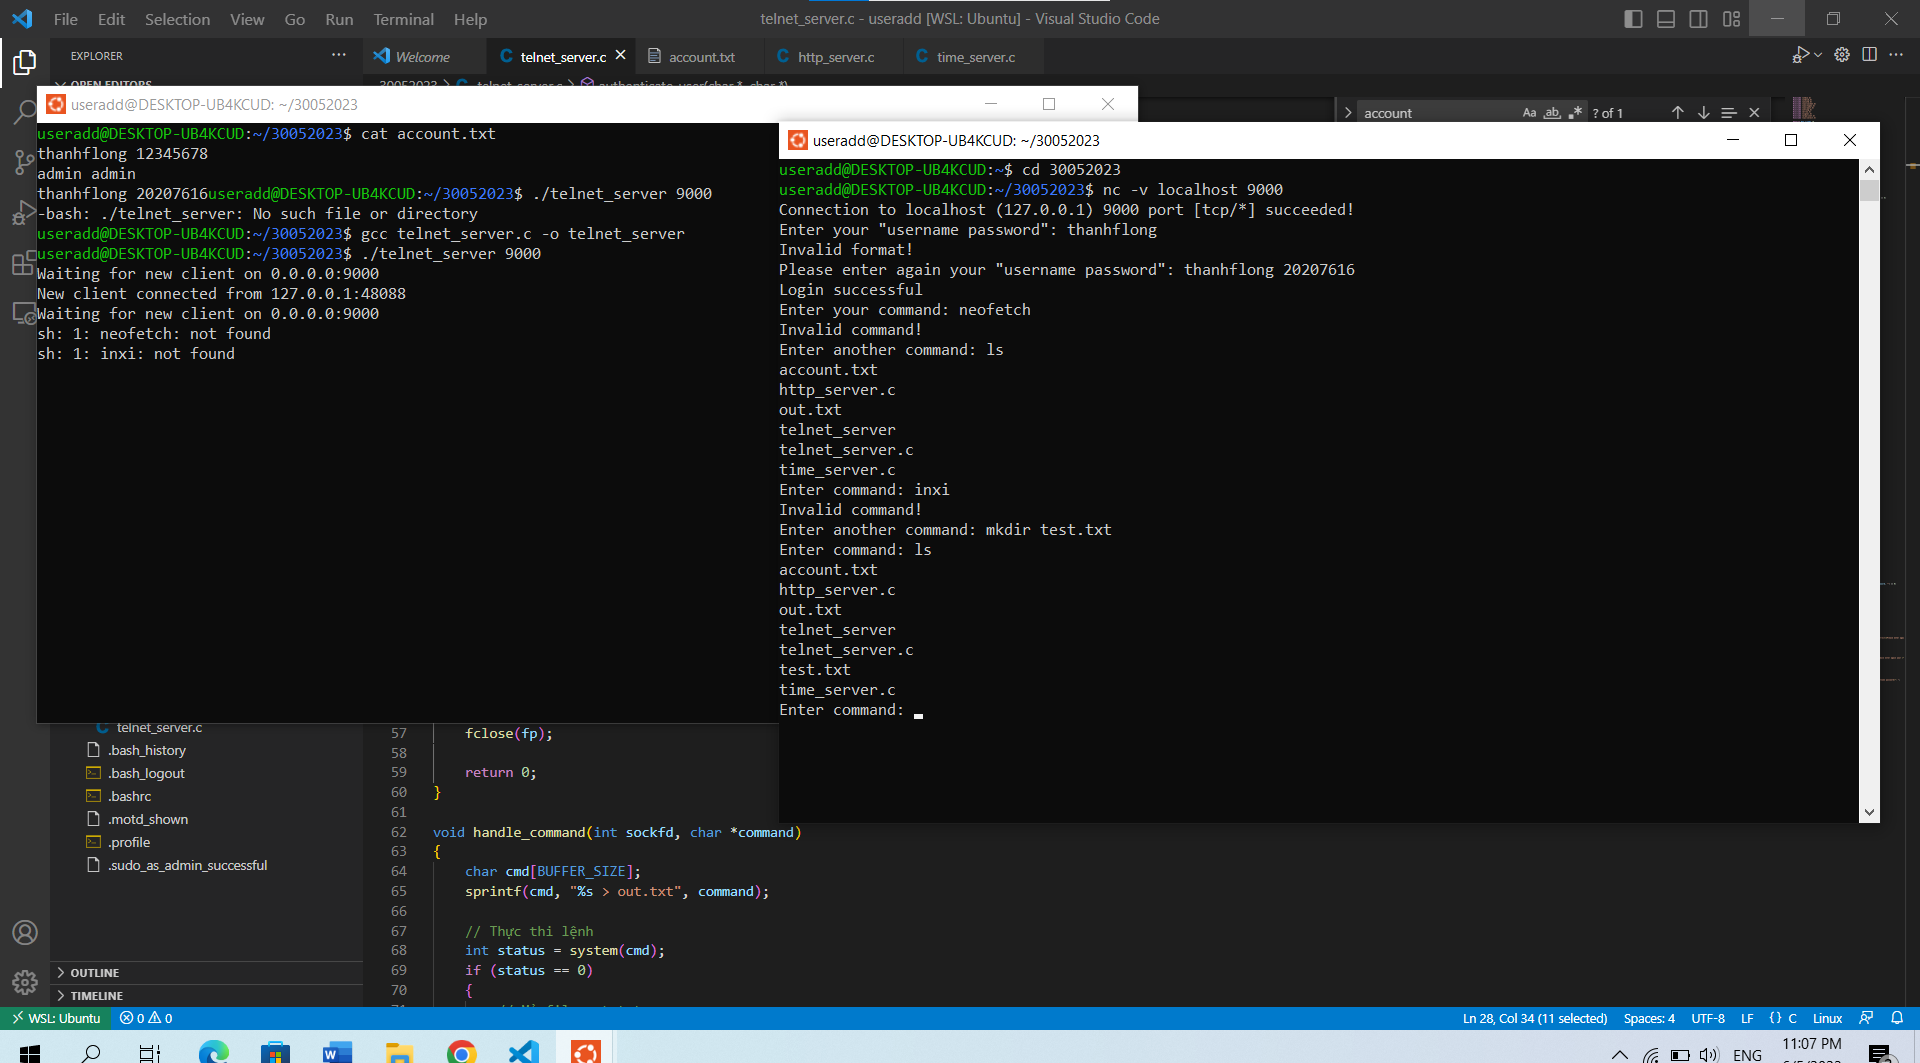 File Edit Selection View Go Run Terminal Help
telnet_server.c - useradd [WSL: Ubuntu] - Visual Studio Code
EXPLORER
Welcome
telnet_server.c
account.txt
http_server.c
time_server.c
OPEN EDITORS
30052023 > telnet_server.c > authenticate_user(char *, char *)
account
Aa ab ? of 1
useradd@DESKTOP-UB4KCUD: ~/30052023
useradd@DESKTOP-UB4KCUD:~/30052023$ cat account.txt
thanhflong 12345678
admin admin
thanhflong 20207616useradd@DESKTOP-UB4KCUD:~/30052023$ ./telnet_server 9000
-bash: ./telnet_server: No such file or directory
useradd@DESKTOP-UB4KCUD:~/30052023$ gcc telnet_server.c -o telnet_server
useradd@DESKTOP-UB4KCUD:~/30052023$ ./telnet_server 9000
Waiting for new client on 0.0.0.0:9000
New client connected from 127.0.0.1:48088
Waiting for new client on 0.0.0.0:9000
sh: 1: neofetch: not found
sh: 1: inxi: not found
useradd@DESKTOP-UB4KCUD: ~/30052023
useradd@DESKTOP-UB4KCUD:~$ cd 30052023
useradd@DESKTOP-UB4KCUD:~/30052023$ nc -v localhost 9000
Connection to localhost (127.0.0.1) 9000 port [tcp/*] succeeded!
Enter your "username password": thanhflong
Invalid format!
Please enter again your "username password": thanhflong 20207616
Login successful
Enter your command: neofetch
Invalid command!
Enter another command: ls
account.txt
http_server.c
out.txt
telnet_server
telnet_server.c
time_server.c
Enter command: inxi
Invalid command!
Enter another command: mkdir test.txt
Enter command: ls
account.txt
http_server.c
out.txt
telnet_server
telnet_server.c
test.txt
time_server.c
Enter command:
telnet_server.c
.bash_history
.bash_logout
.bashrc
.motd_shown
.profile
.sudo_as_admin_successful
OUTLINE
TIMELINE
57 fclose(fp);
58
59 return 0;
60 }
61
62 void handle_command(int sockfd, char *command)
63 {
64 char cmd[BUFFER_SIZE];
65 sprintf(cmd, "%s > out.txt", command);
66
67 // Thực thi lệnh
68 int status = system(cmd);
69 if (status == 0)
70 {
WSL: Ubuntu 0 0
Ln 28, Col 34 (11 selected) Spaces: 4 UTF-8 LF {} C Linux
ENG
11:07 PM